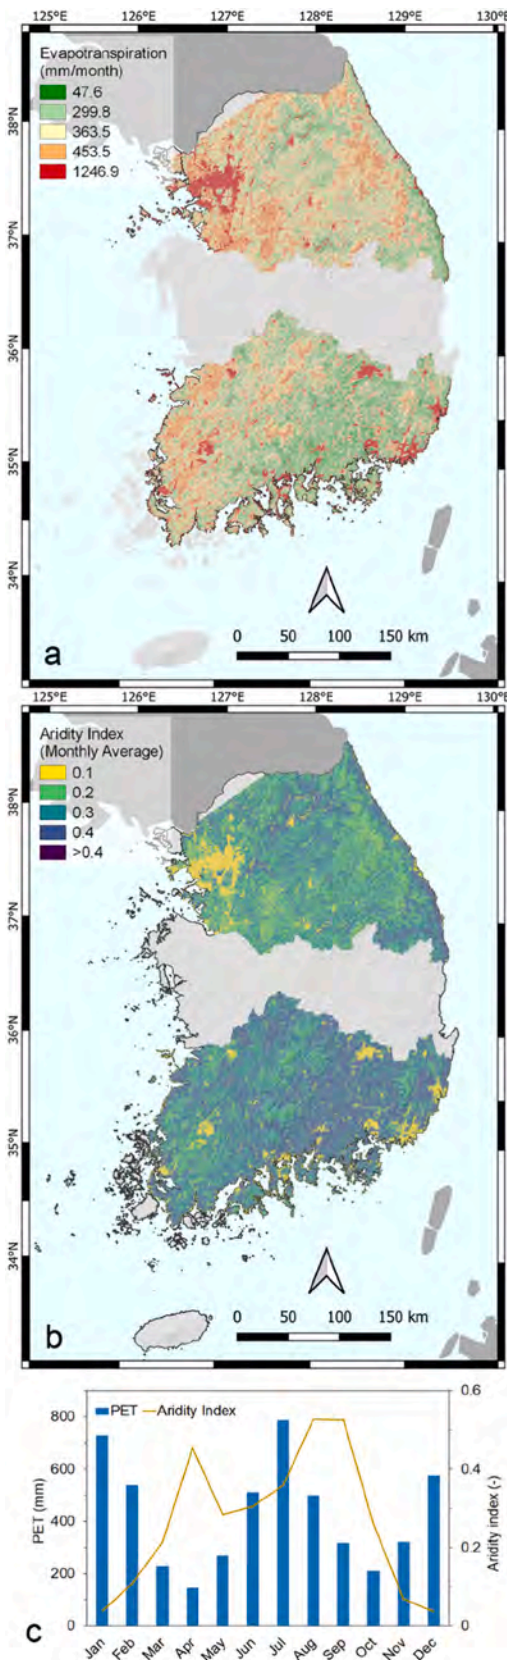 125°E 126°E 127°E 128°E 129°E 130°E
Evapotranspiration
(mm/month)
47.6
299.8
363.5
453.5
1246.9
38°N
37°N
36°N
35°N
34°N
0 50 100 150 km
a
125°E 126°E 127°E 128°E 129°E 130°E
Aridity Index
(Monthly Average)
0.1
0.2
0.3
0.4
>0.4
38°N
37°N
36°N
35°N
34°N
0 50 100 150 km
b
PET Aridity Index
800
600
400
200
0
PET (mm)
0.6
0.4
0.2
0
Aridity index (-)
Jan Feb Mar Apr May Jun Jul Aug Sep Oct Nov Dec
c